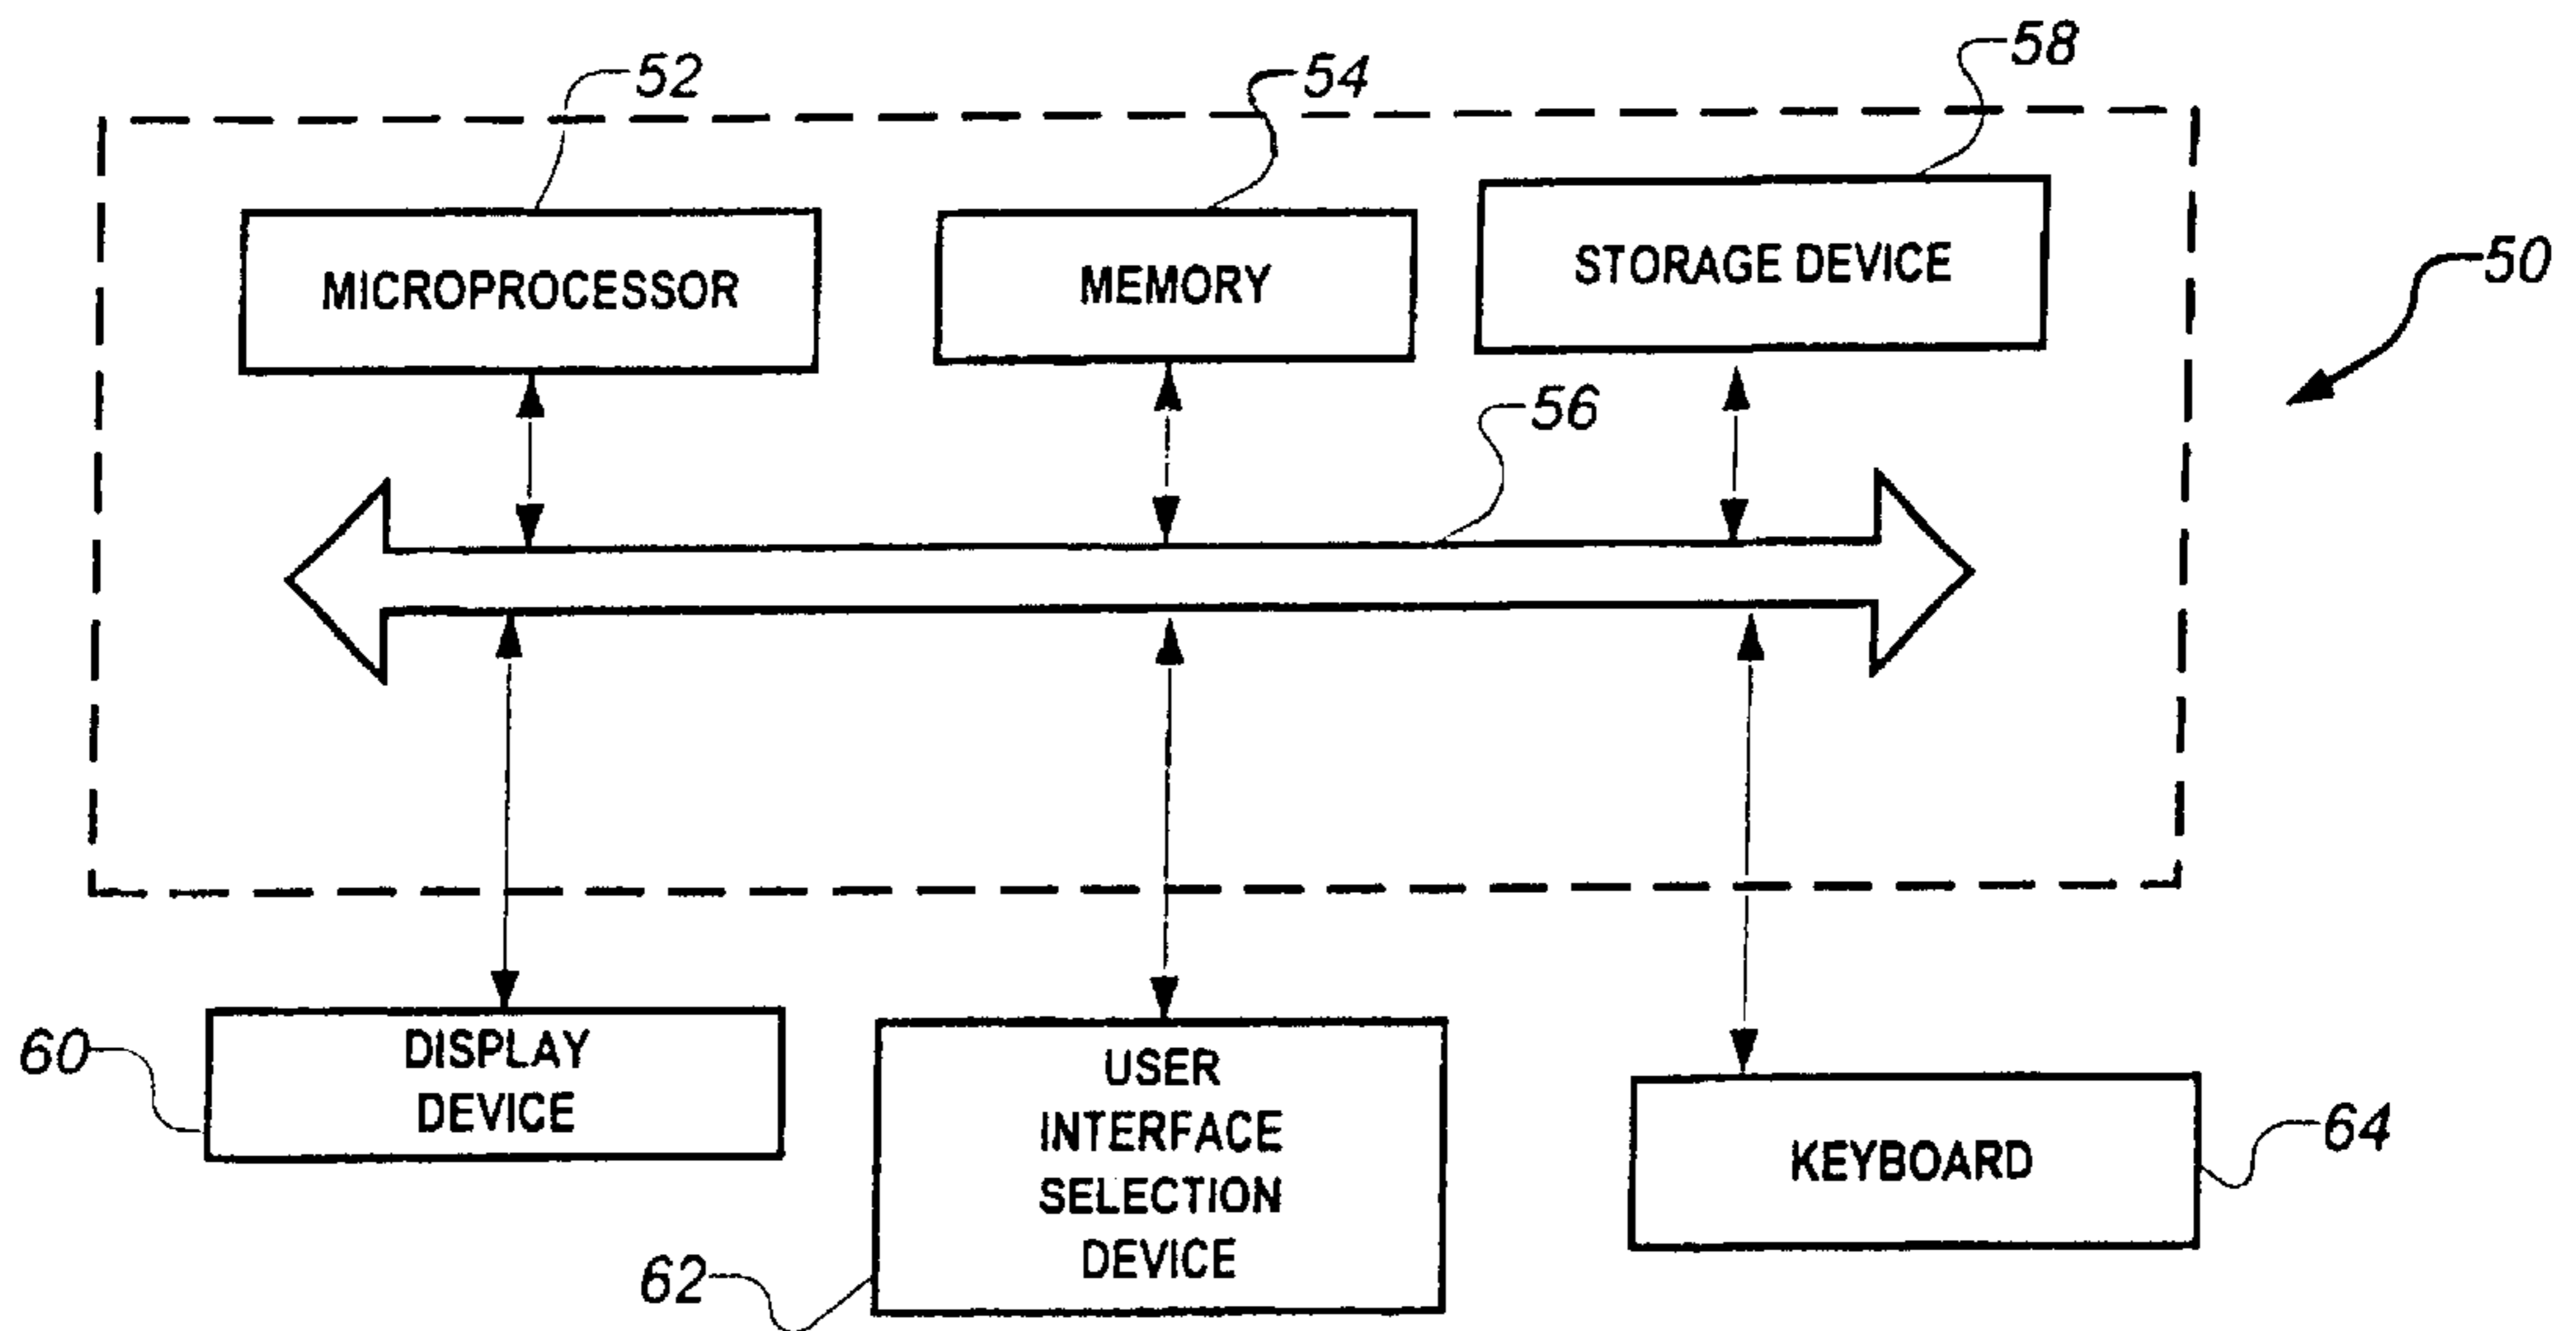 52
54
58
MICROPROCESSOR
MEMORY
STORAGE DEVICE
50
56
60
DISPLAY
DEVICE
USER
INTERFACE
SELECTION
DEVICE
62
KEYBOARD
64